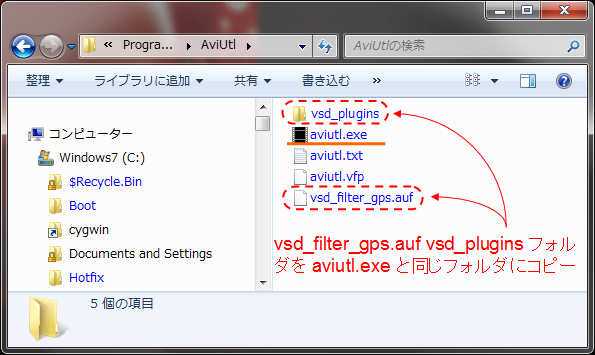 Progra... AviUtl
AviUtlの検索
整理 ライブラリに追加 共有 書き込む »
コンピューター
Windows7 (C:)
$Recycle.Bin
Boot
cygwin
Documents and Settings
Hotfix
vsd_plugins
aviutl.exe
aviutl.txt
aviutl.vfp
vsd_filter_gps.auf
vsd_filter_gps.auf vsd_plugins フォル
ダを aviutl.exe と同じフォルダにコピー
5 個の項目